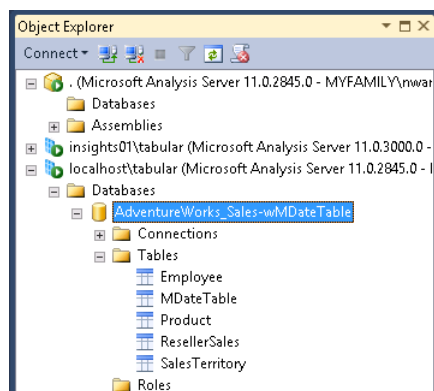 Object Explorer
Connect
. (Microsoft Analysis Server 11.0.2845.0 - MYFAMILY\nwar
Databases
Assemblies
insights01\tabular (Microsoft Analysis Server 11.0.3000.0 -
localhost\tabular (Microsoft Analysis Server 11.0.2845.0 -
Databases
AdventureWorks_Sales-wMDateTable
Connections
Tables
Employee
MDateTable
Product
ResellerSales
SalesTerritory
Roles